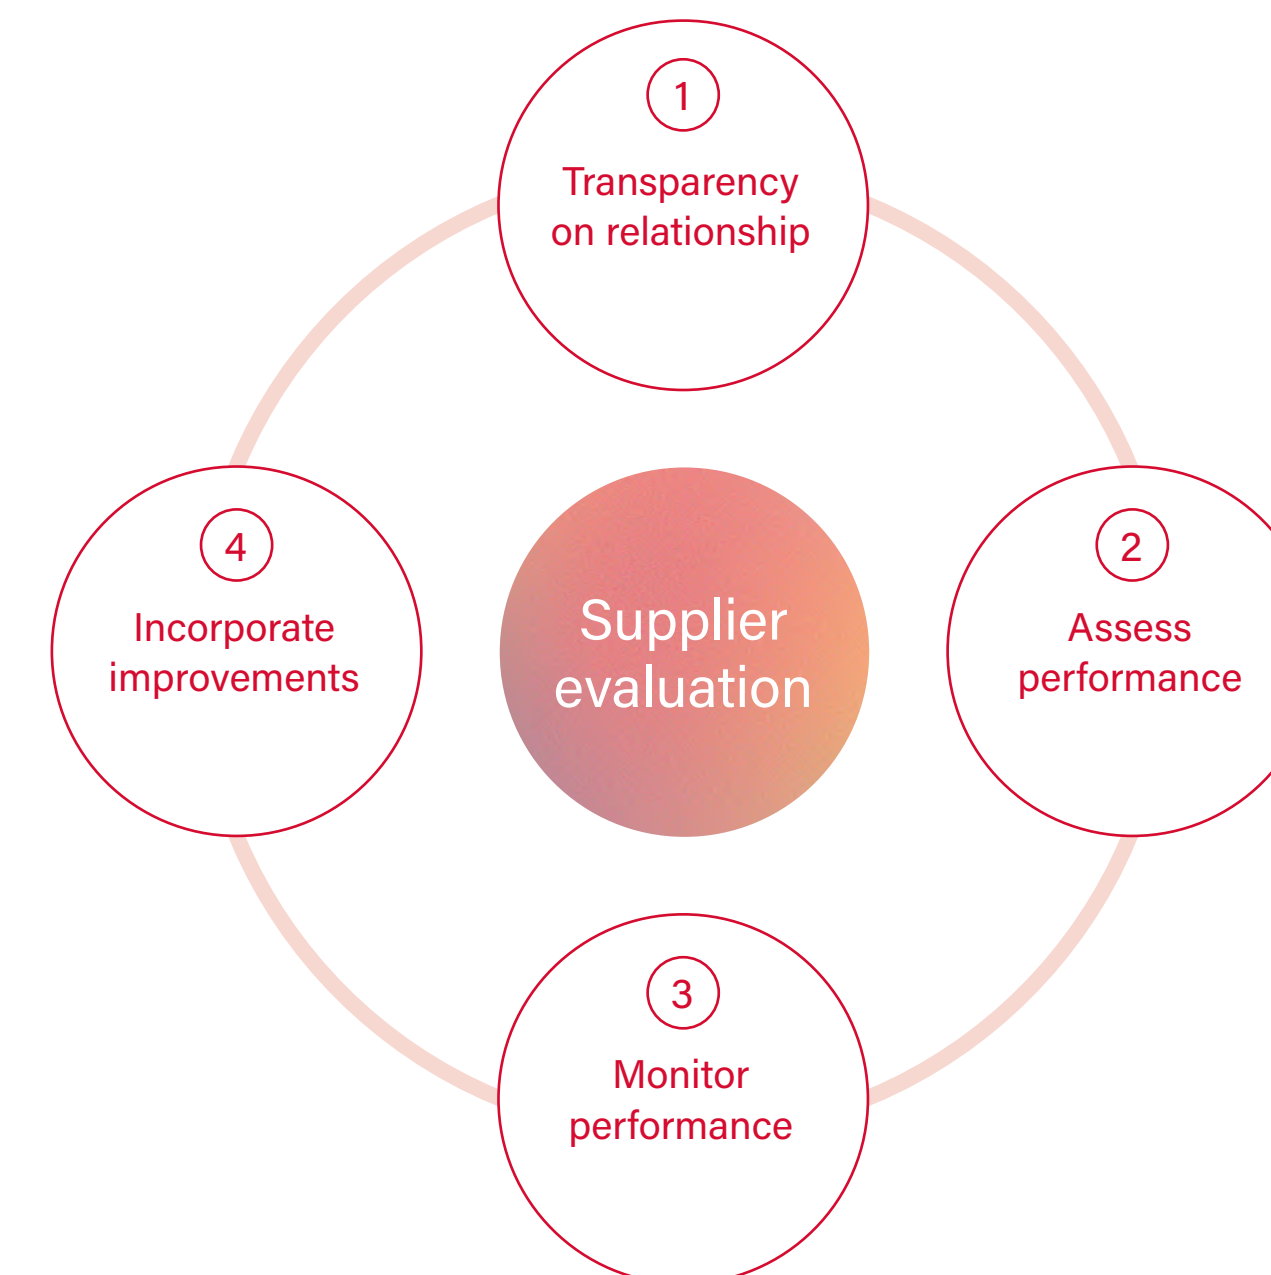 1
Transparency
on relationship
2
Assess
performance
3
Monitor
performance
4
Incorporate
improvements
Supplier
evaluation